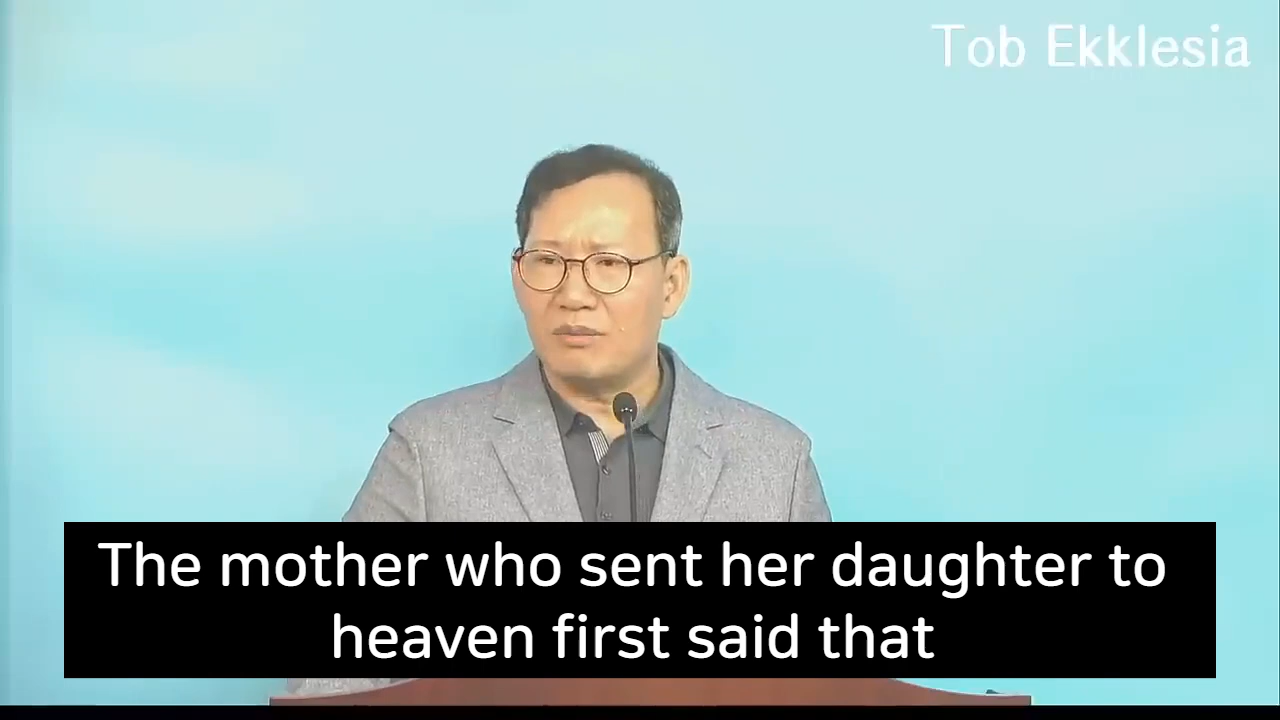 Tob Ekklesia
The mother who sent her daughter to
heaven first said that